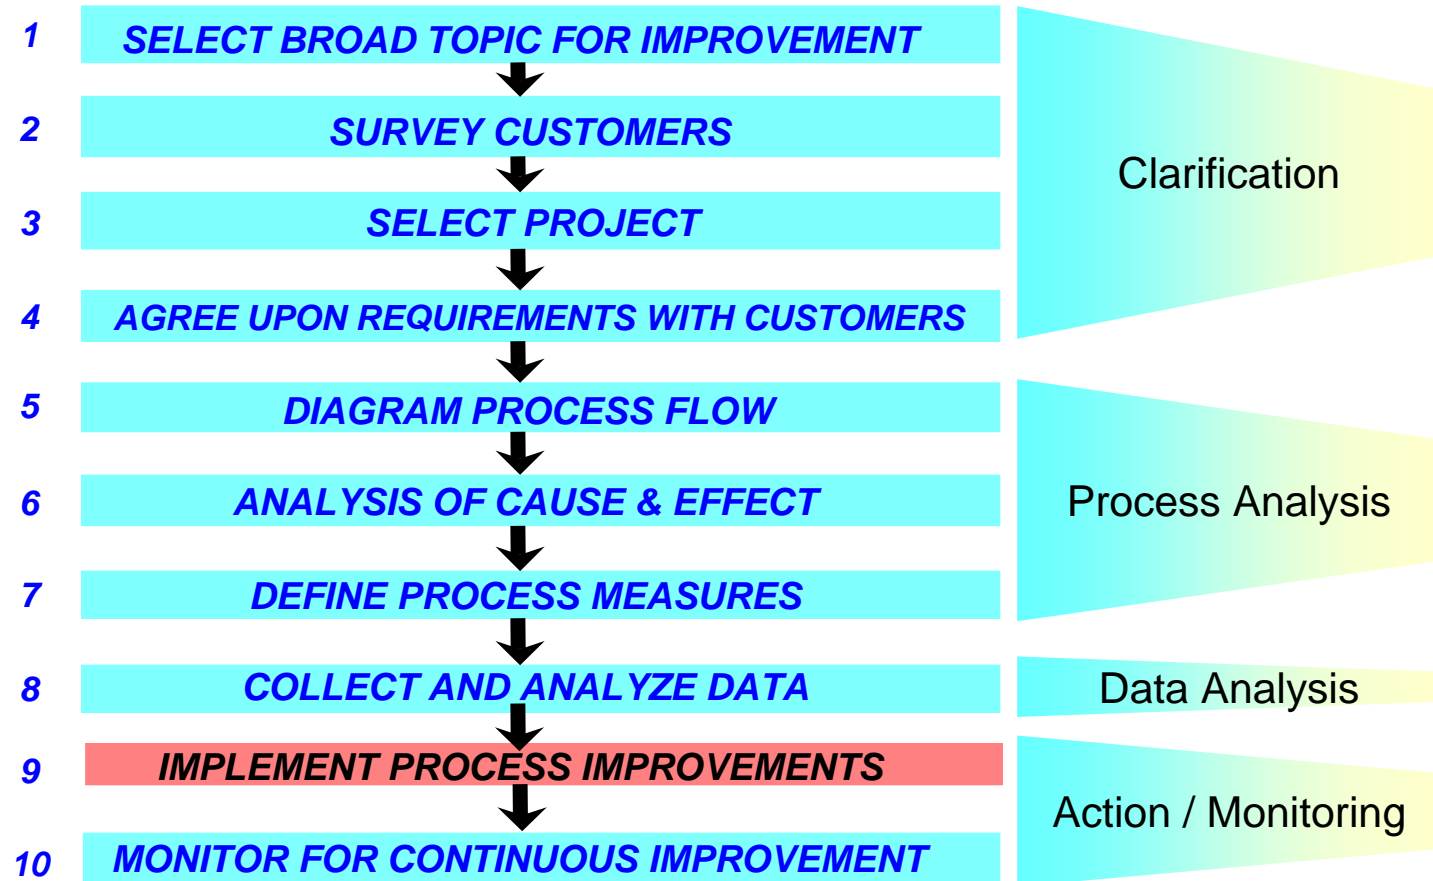 1 SELECT BROAD TOPIC FOR IMPROVEMENT
2 SURVEY CUSTOMERS
3 SELECT PROJECT
4 AGREE UPON REQUIREMENTS WITH CUSTOMERS
Clarification
5 DIAGRAM PROCESS FLOW
6 ANALYSIS OF CAUSE & EFFECT
7 DEFINE PROCESS MEASURES
Process Analysis
8 COLLECT AND ANALYZE DATA
Data Analysis
9 IMPLEMENT PROCESS IMPROVEMENTS
10 MONITOR FOR CONTINUOUS IMPROVEMENT
Action / Monitoring